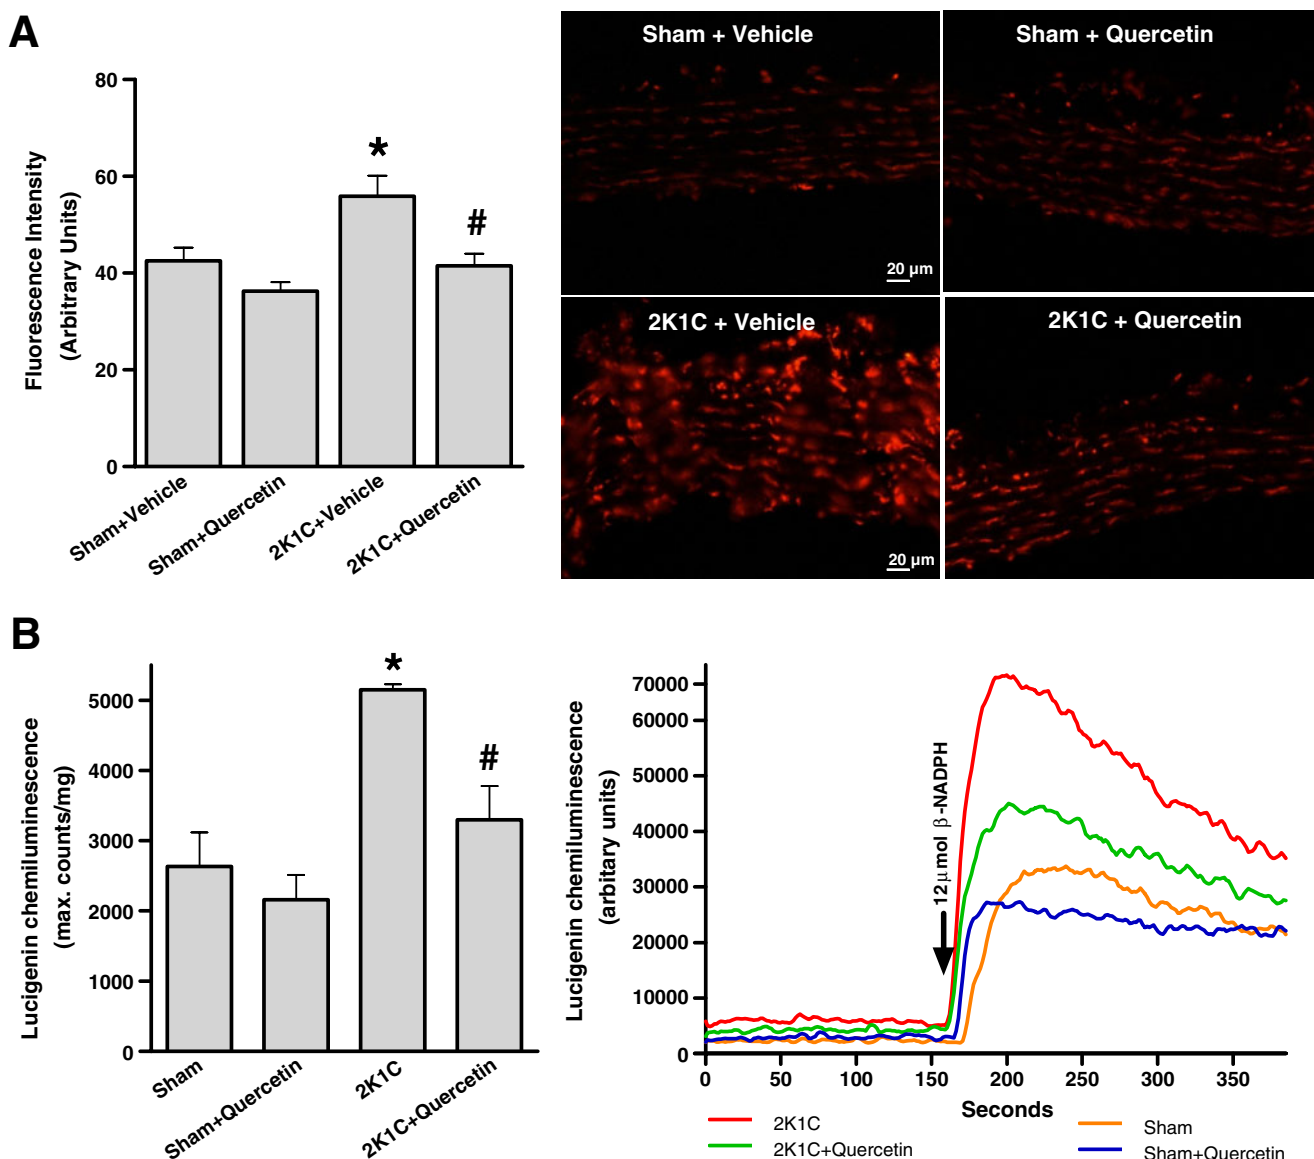 A
Fluorescence Intensity
(Arbitrary Units)
80
60
40
20
0
*
#
Sham+Vehicle
Sham+Quercetin
2K1C+Vehicle
2K1C+Quercetin
Sham + Vehicle
20 µm
Sham + Quercetin
2K1C + Vehicle
20 µm
2K1C + Quercetin
B
Lucigenin chemiluminescence
(max. counts/mg)
5000
4000
3000
2000
1000
0
*
#
Sham
Sham+Quercetin
2K1C
2K1C+Quercetin
Lucigenin chemiluminescence
(arbitary units)
70000
60000
50000
40000
30000
20000
10000
0
12µmol β-NADPH
0 50 100 150 200 250 300 350
Seconds
2K1C
2K1C+Quercetin
Sham
Sham+Quercetin